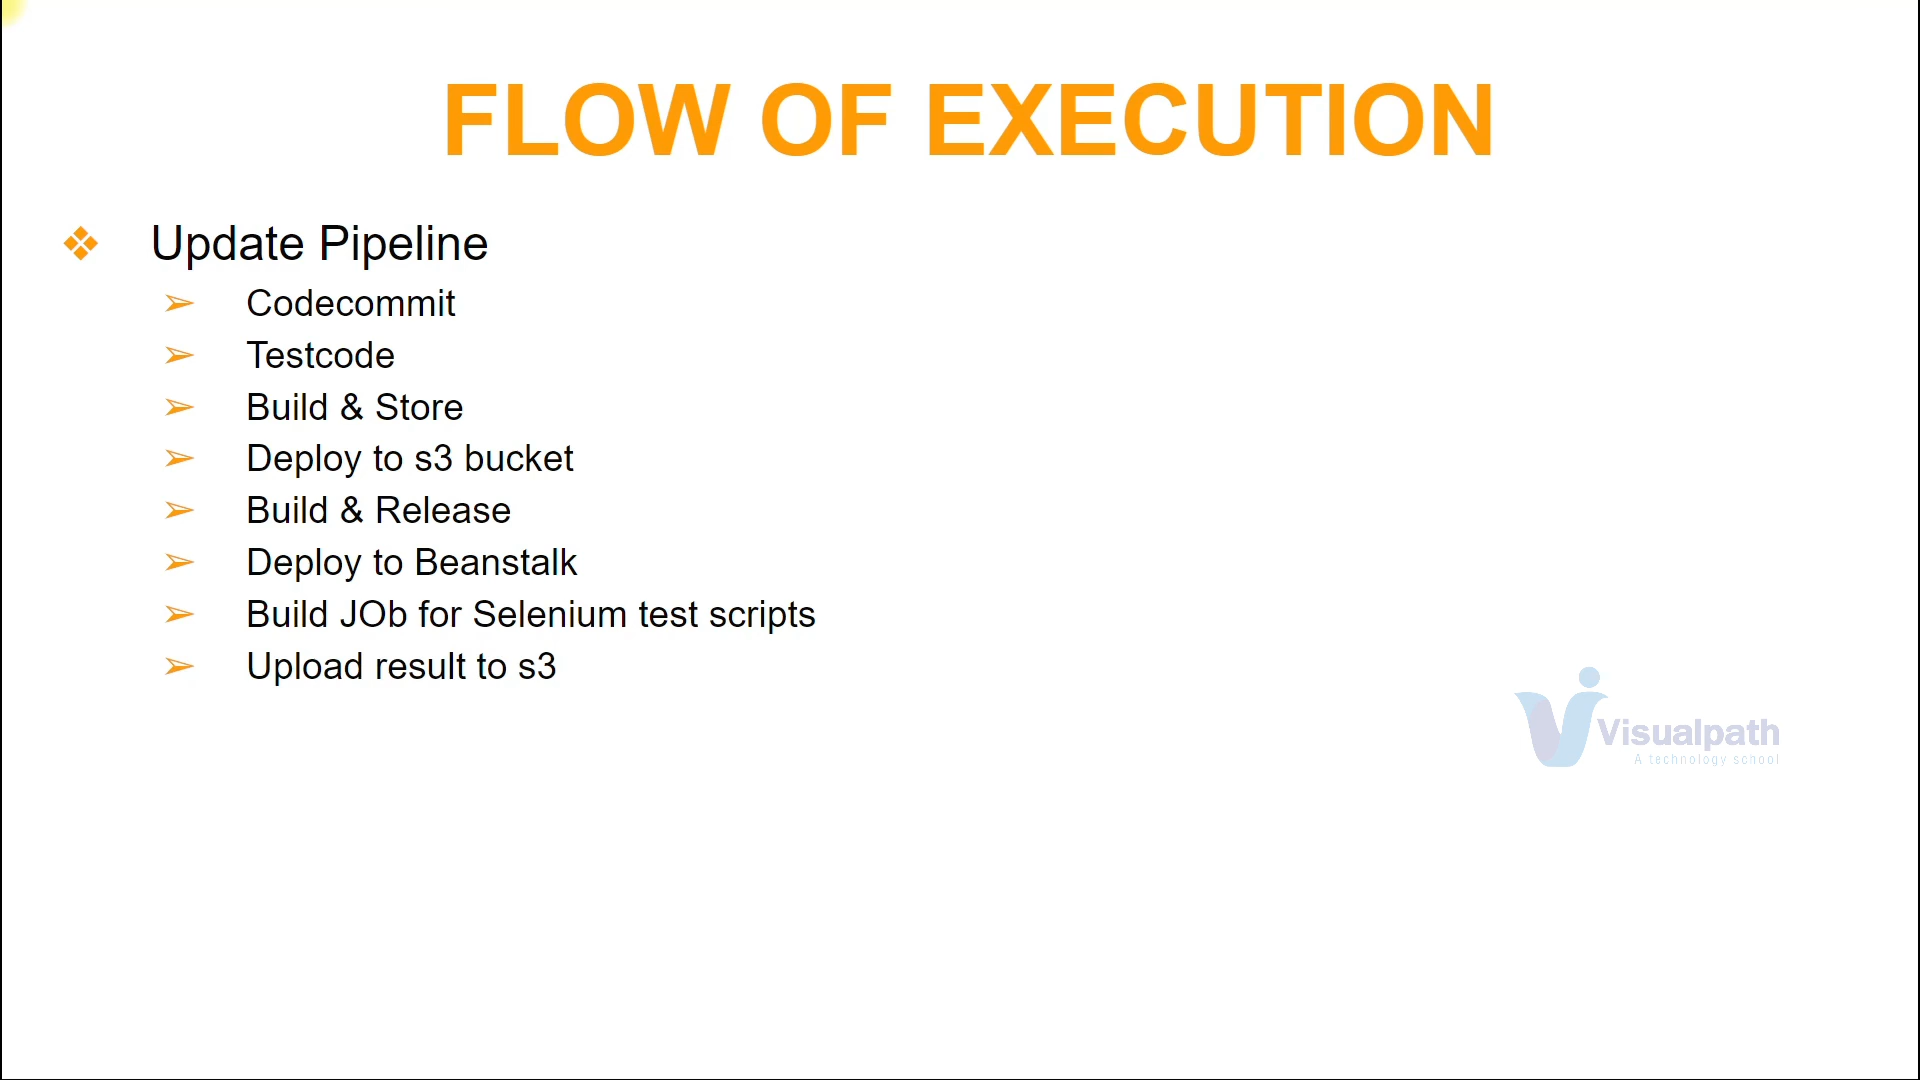 FLOW OF EXECUTION
Update Pipeline
Codecommit
Testcode
Build & Store
Deploy to s3 bucket
Build & Release
Deploy to Beanstalk
Build JOb for Selenium test scripts
Upload result to s3
Visualpath
A technology school